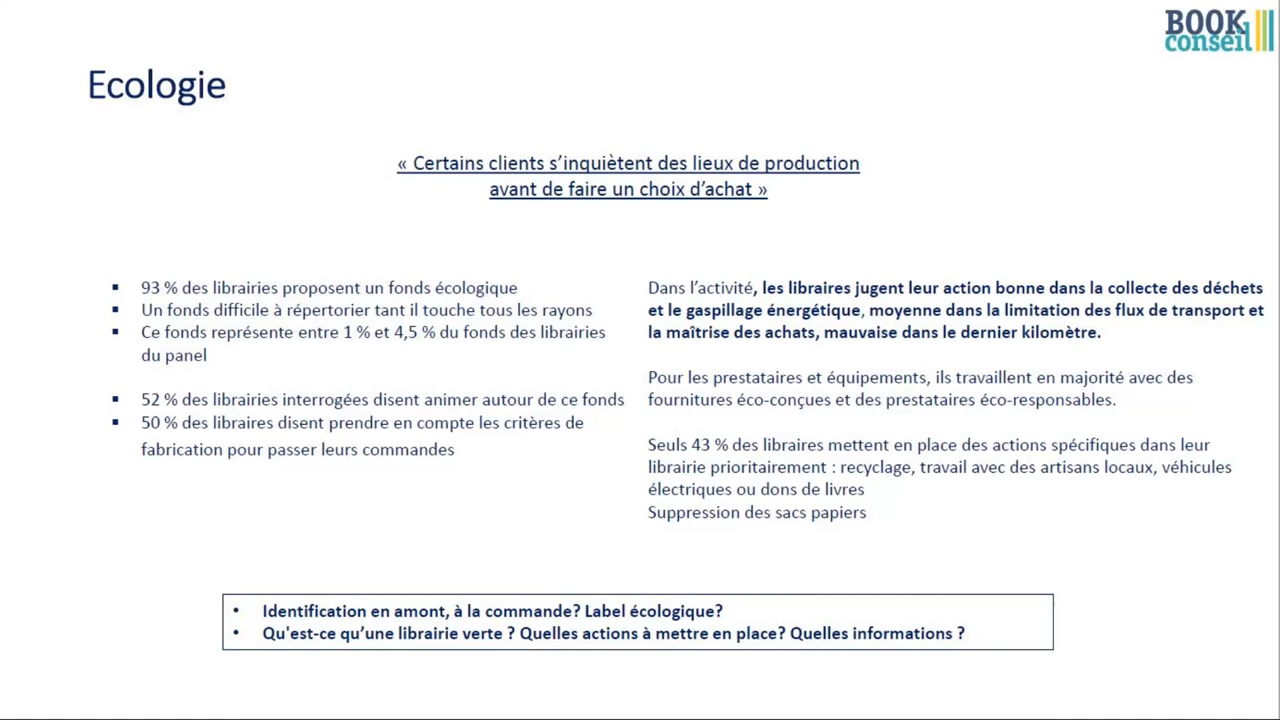 BOOK
conseil
Ecologie
« Certains clients s’inquiètent des lieux de production
avant de faire un choix d’achat »
▪ 93 % des librairies proposent un fonds écologique
▪ Un fonds difficile à répertorier tant il touche tous les rayons
▪ Ce fonds représente entre 1 % et 4,5 % du fonds des librairies
du panel
▪ 52 % des librairies interrogées disent animer autour de ce fonds
▪ 50 % des libraires disent prendre en compte les critères de
fabrication pour passer leurs commandes
Dans l’activité, les libraires jugent leur action bonne dans la collecte des déchets
et le gaspillage énergétique, moyenne dans la limitation des flux de transport et
la maîtrise des achats, mauvaise dans le dernier kilomètre.
Pour les prestataires et équipements, ils travaillent en majorité avec des
fournitures éco-conçues et des prestataires éco-responsables.
Seuls 43 % des libraires mettent en place des actions spécifiques dans leur
librairie prioritairement : recyclage, travail avec des artisans locaux, véhicules
électriques ou dons de livres
Suppression des sacs papiers
• Identification en amont, à la commande? Label écologique?
• Qu'est-ce qu’une librairie verte ? Quelles actions à mettre en place? Quelles informations ?